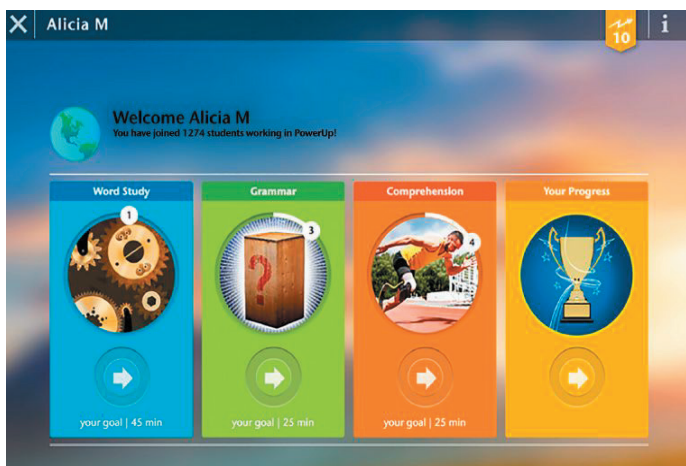 Alicia M
10
i
Welcome Alicia M
You have joined 1274 students working in PowerUp!
Word Study
Grammar
Comprehension
Your Progress
1
3
4
?
your goal | 45 min
your goal | 25 min
your goal | 25 min